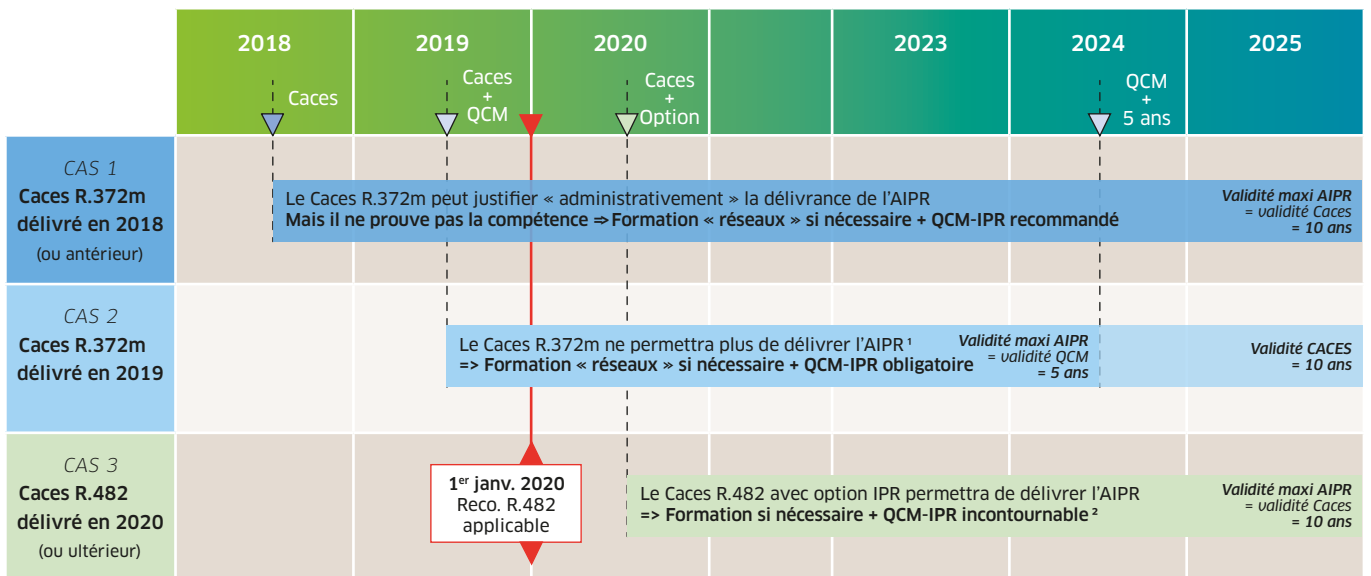 2018
2019
2020
2023
2024
2025
Caces
Caces
+
QCM
Caces
+
Option
QCM
+
5 ans
CAS 1
Caces R.372m
délivré en 2018
(ou antérieur)
Le Caces R.372m peut justifier « administrativement » la délivrance de l'AIPR
Mais il ne prouve pas la compétence ⇒ Formation « réseaux » si nécessaire + QCM-IPR recommandé
Validité maxi AIPR
= validité Caces
= 10 ans
CAS 2
Caces R.372m
délivré en 2019
Le Caces R.372m ne permettra plus de délivrer l'AIPR¹
=> Formation « réseaux » si nécessaire + QCM-IPR obligatoire
Validité maxi AIPR
= validité QCM
= 5 ans
Validité CACES
= 10 ans
CAS 3
Caces R.482
délivré en 2020
(ou ultérieur)
1er janv. 2020
Reco. R.482
applicable
Le Caces R.482 avec option IPR permettra de délivrer l'AIPR
=> Formation si nécessaire + QCM-IPR incontournable²
Validité maxi AIPR
= validité Caces
= 10 ans